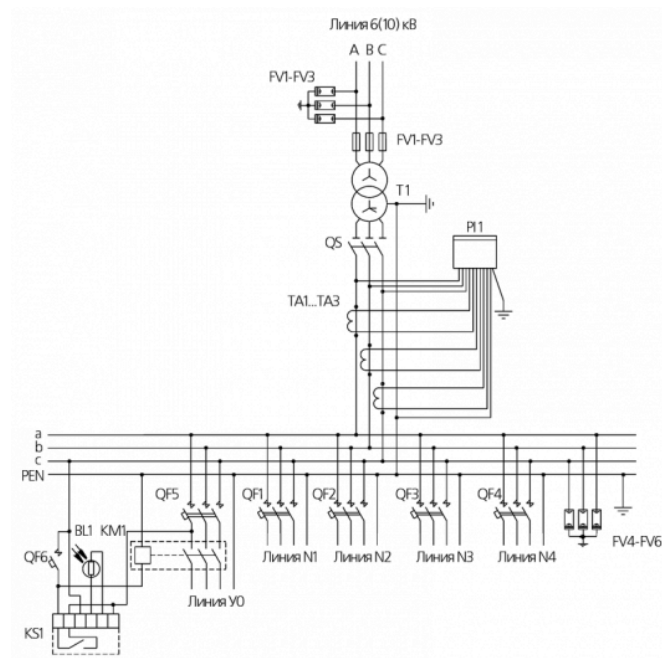 Линия 6(10) кВ
A B C
FV1-FV3
FV1-FV3
T1
PI1
QS
TA1...TA3
a
b
c
PEN
QF5
QF1
QF2
QF3
QF4
BL1
KM1
QF6
FV4-FV6
Линия N1
Линия N2
Линия N3
Линия N4
Линия УО
KS1